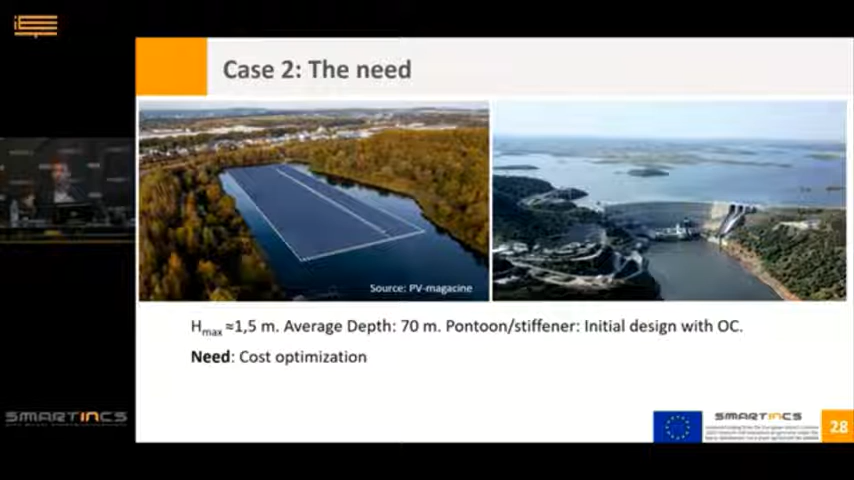 Case 2: The need
Source: PV-magacine
Hmax ≈1,5 m. Average Depth: 70 m. Pontoon/stiffener: Initial design with OC.
Need: Cost optimization
SMARTINCS
SMARTINCS
28